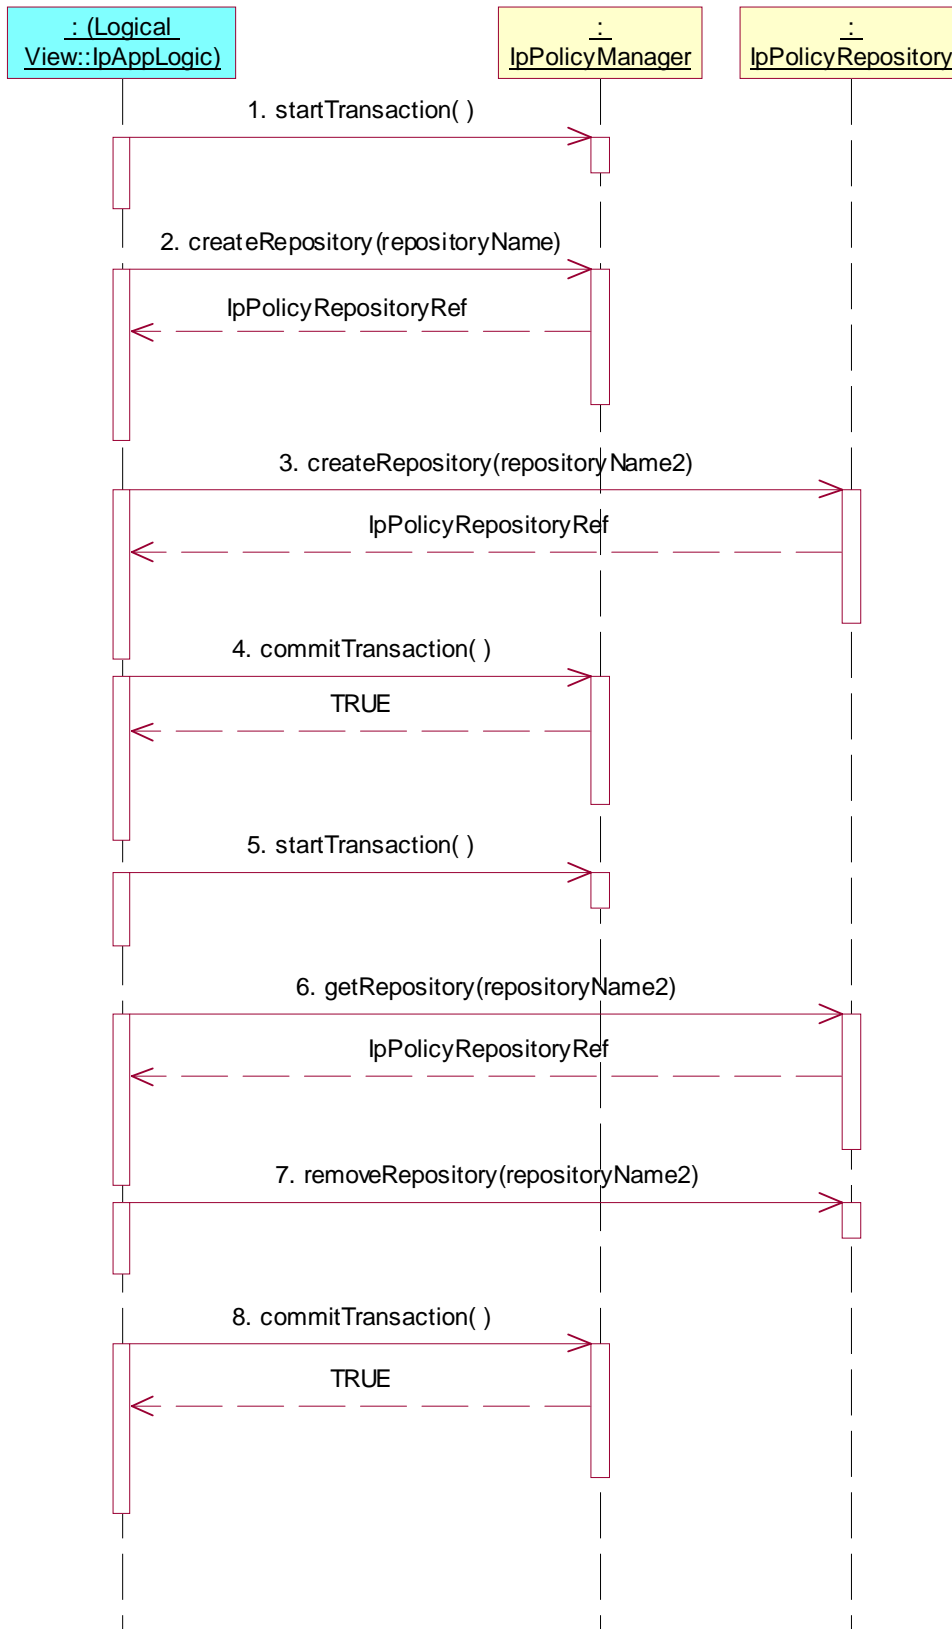 : (Logical
View::IpAppLogic)
:
IpPolicyManager
:
IpPolicyRepository
1. startTransaction( )
2. createRepository(repositoryName)
IpPolicyRepositoryRef
3. createRepository(repositoryName2)
IpPolicyRepositoryRef
4. commitTransaction( )
TRUE
5. startTransaction( )
6. getRepository(repositoryName2)
IpPolicyRepositoryRef
7. removeRepository(repositoryName2)
8. commitTransaction( )
TRUE